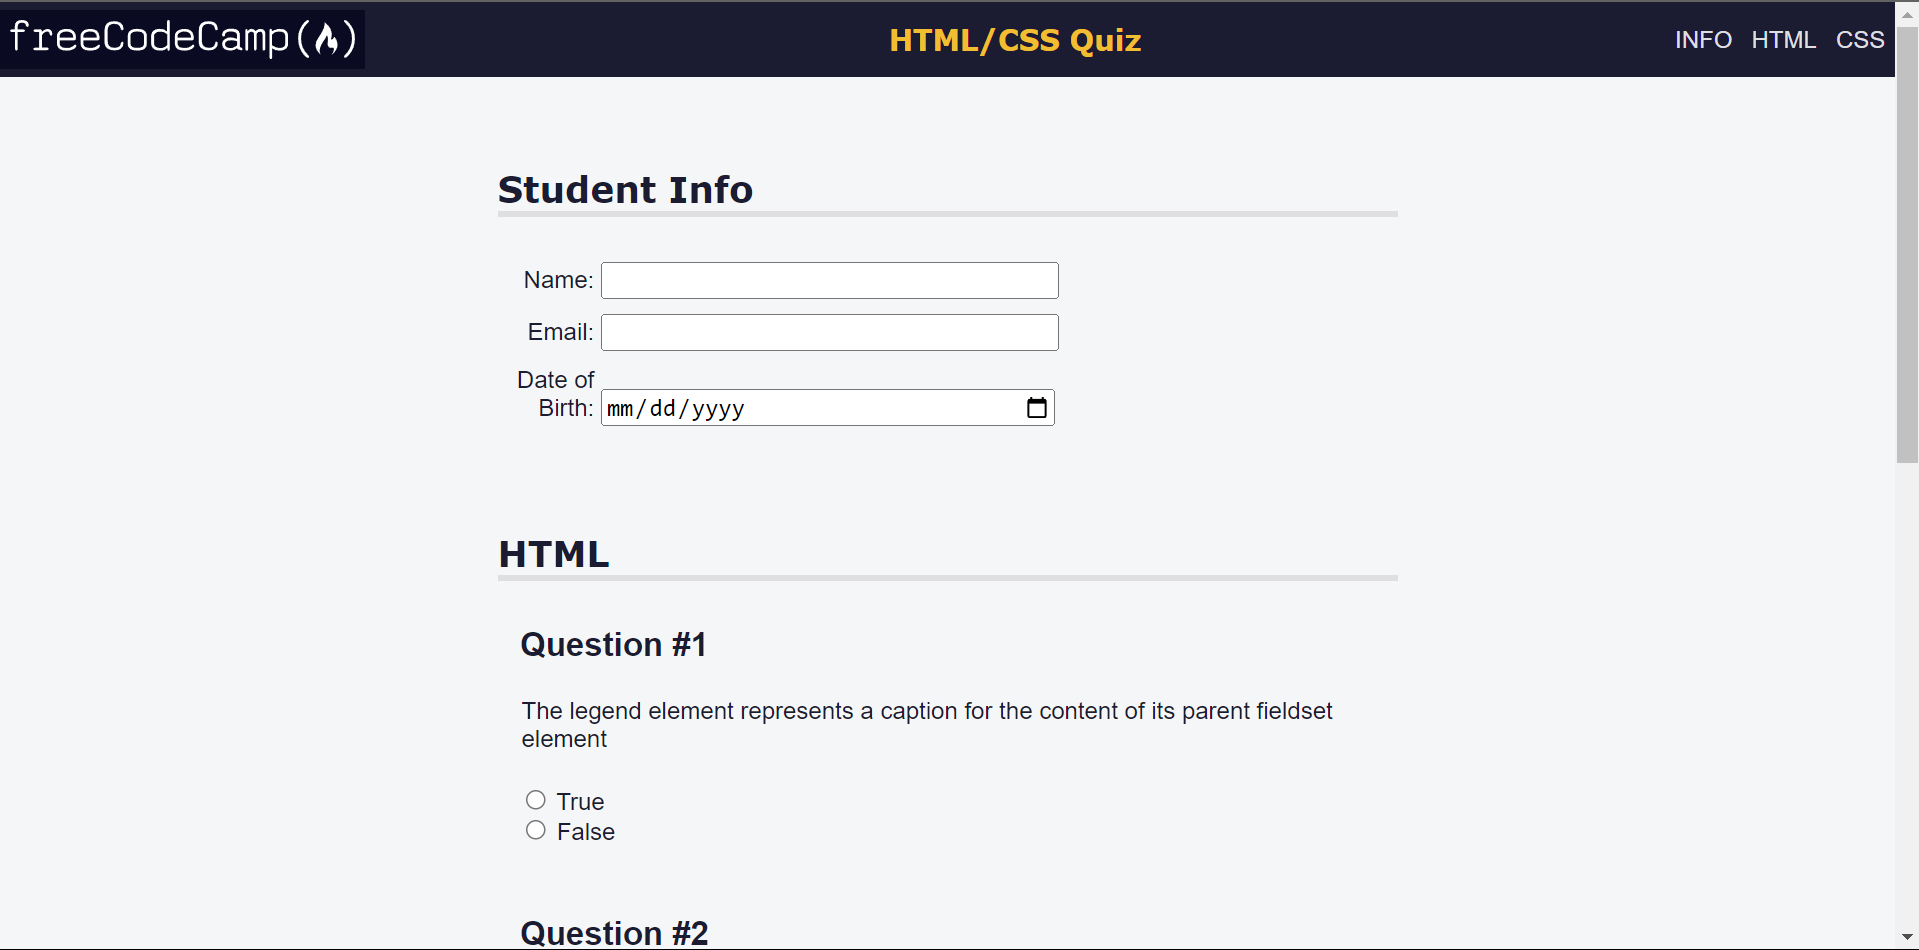 freeCodeCamp
HTML/CSS Quiz
INFO HTML CSS
Student Info
Name:
Email:
Date of
Birth: mm/dd/yyyy
HTML
Question #1
The legend element represents a caption for the content of its parent fieldset
element
True
False
Question #2